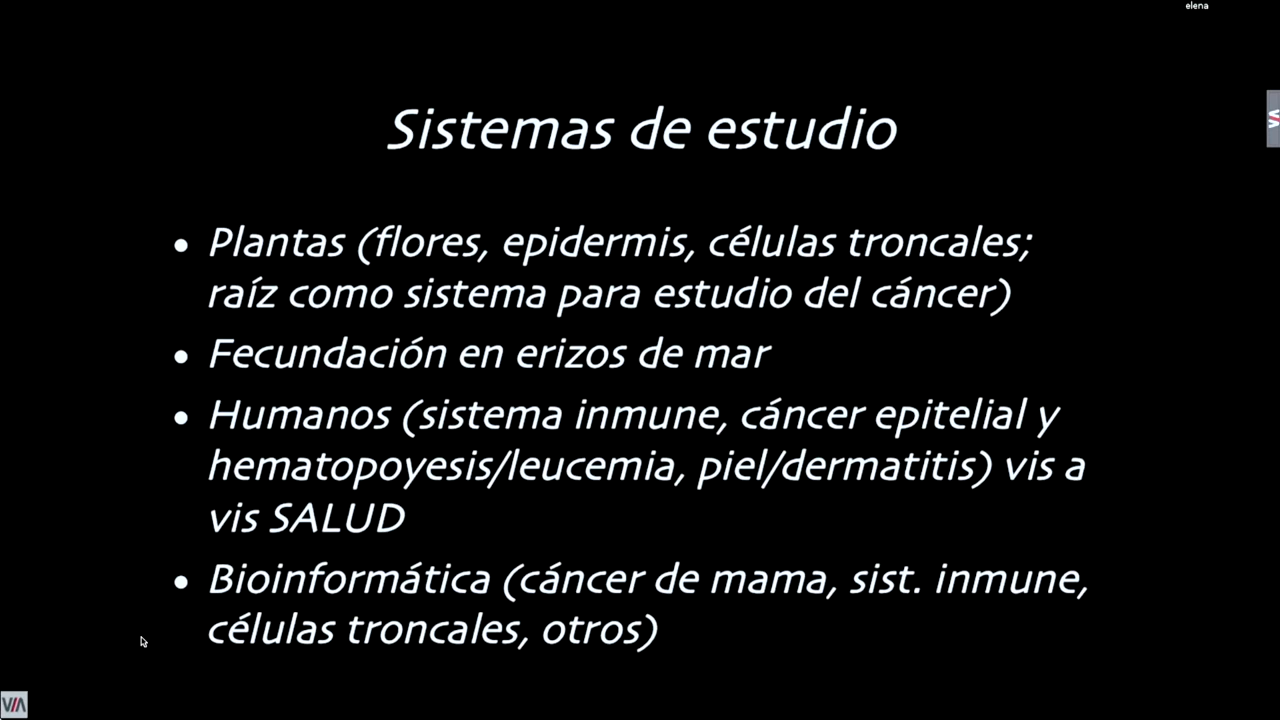 elena
Sistemas de estudio
• Plantas (flores, epidermis, células troncales;
raíz como sistema para estudio del cáncer)
• Fecundación en erizos de mar
• Humanos (sistema inmune, cáncer epitelial y
hematopoyesis/leucemia, piel/dermatitis) vis a
vis SALUD
• Bioinformática (cáncer de mama, sist. inmune,
células troncales, otros)
VIA